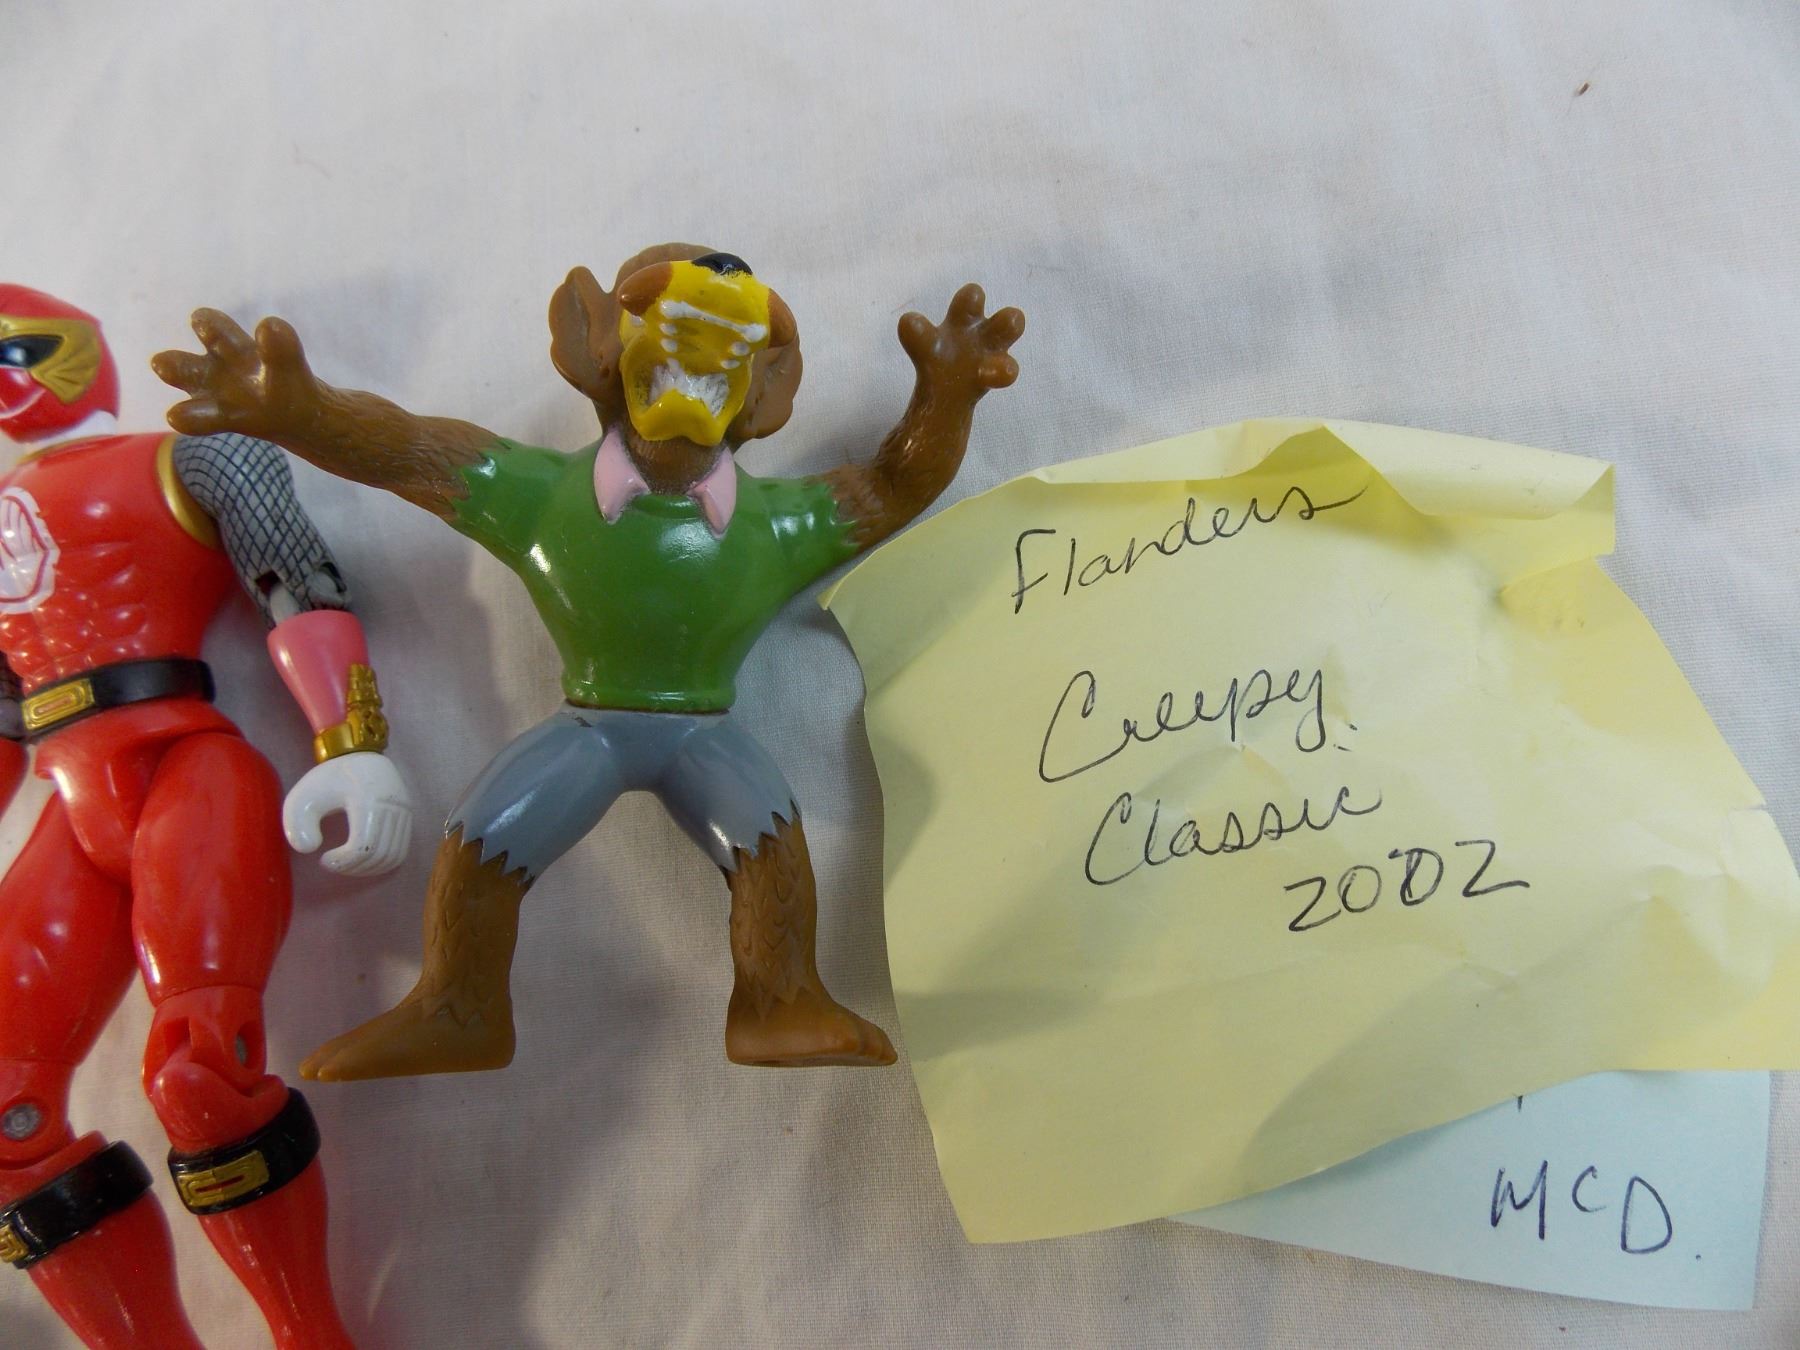 Flanders
Creepy
Classic
2002
McD.